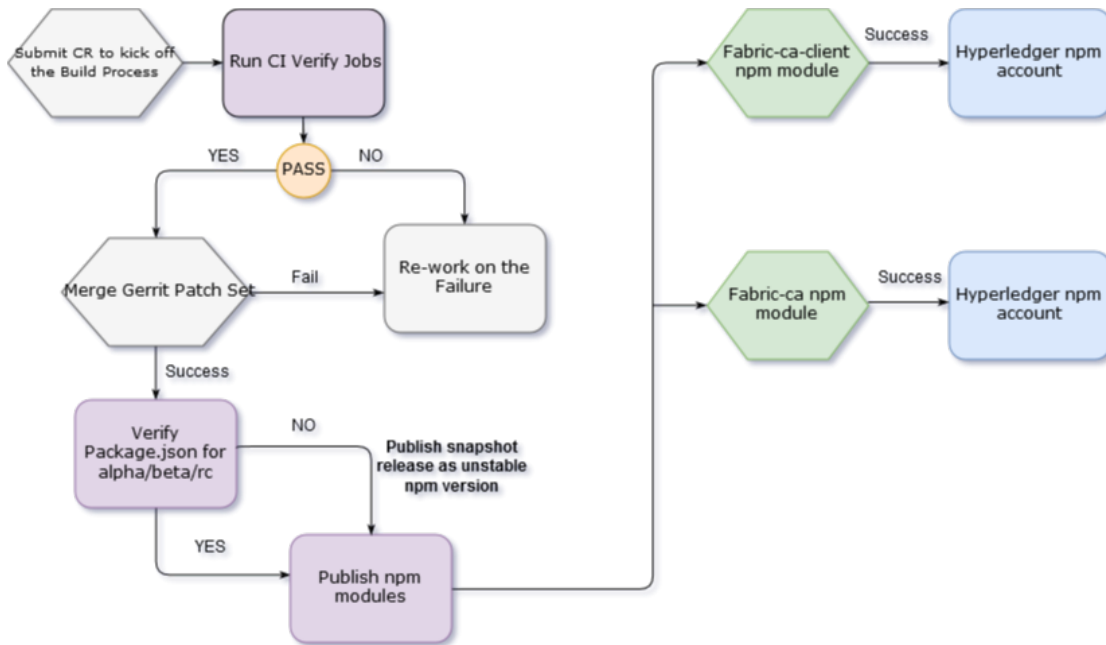 Submit CR to kick off
the Build Process
Run CI Verify Jobs
Fabric-ca-client
npm module
Success
Hyperledger npm
account
YES
PASS
NO
Merge Gerrit Patch Set
Fail
Re-work on the
Failure
Fabric-ca npm
module
Success
Hyperledger npm
account
Success
Verify
Package.json for
alpha/beta/rc
NO
Publish snapshot
release as unstable
npm version
YES
Publish npm
modules